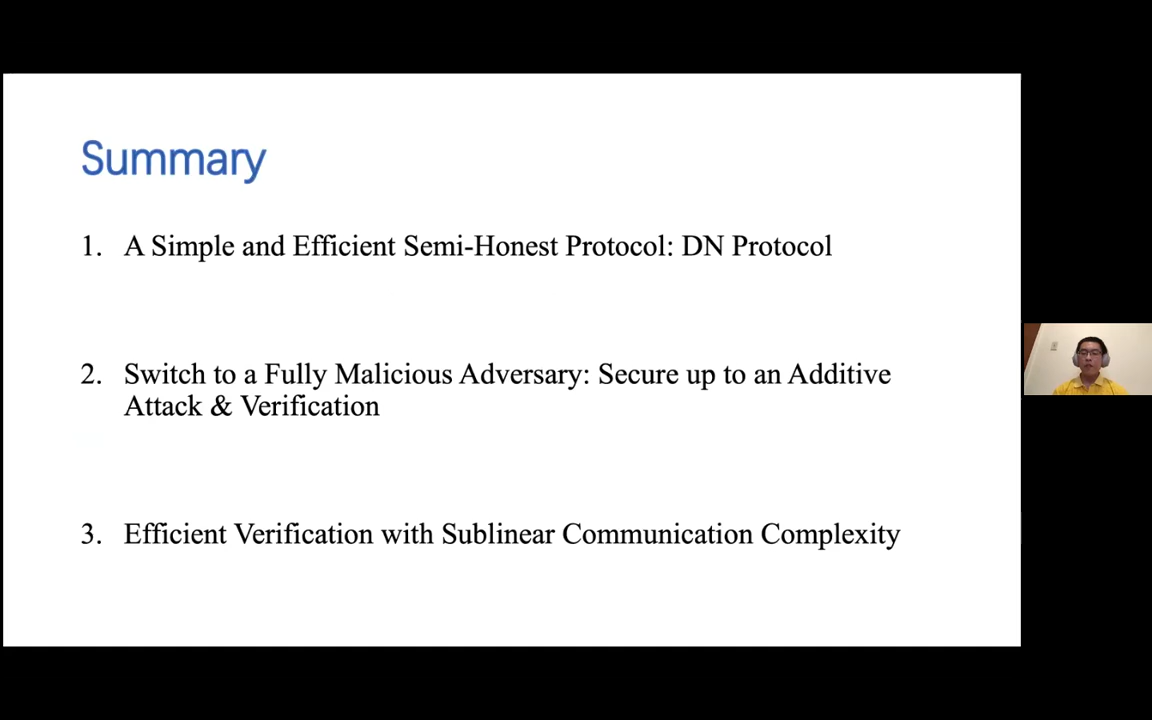 Summary
1. A Simple and Efficient Semi-Honest Protocol: DN Protocol
2. Switch to a Fully Malicious Adversary: Secure up to an Additive
Attack & Verification
3. Efficient Verification with Sublinear Communication Complexity